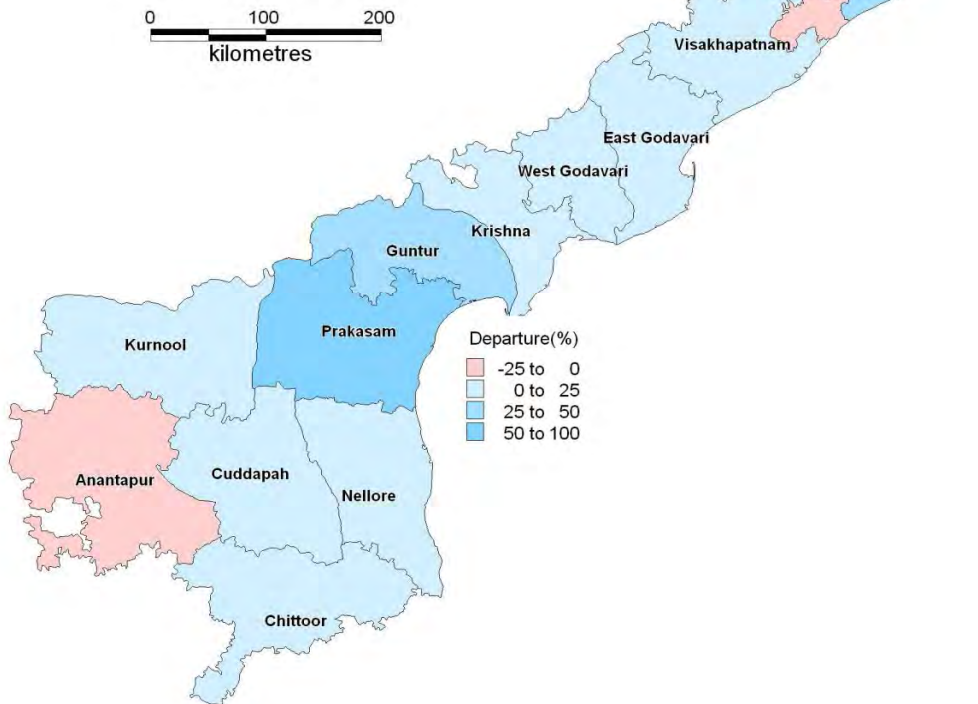 0 100 200
kilometres
Visakhapatnam
East Godavari
West Godavari
Krishna
Guntur
Prakasam
Kurnool
Departure(%)
-25 to 0
0 to 25
25 to 50
50 to 100
Cuddapah
Anantapur
Nellore
Chittoor